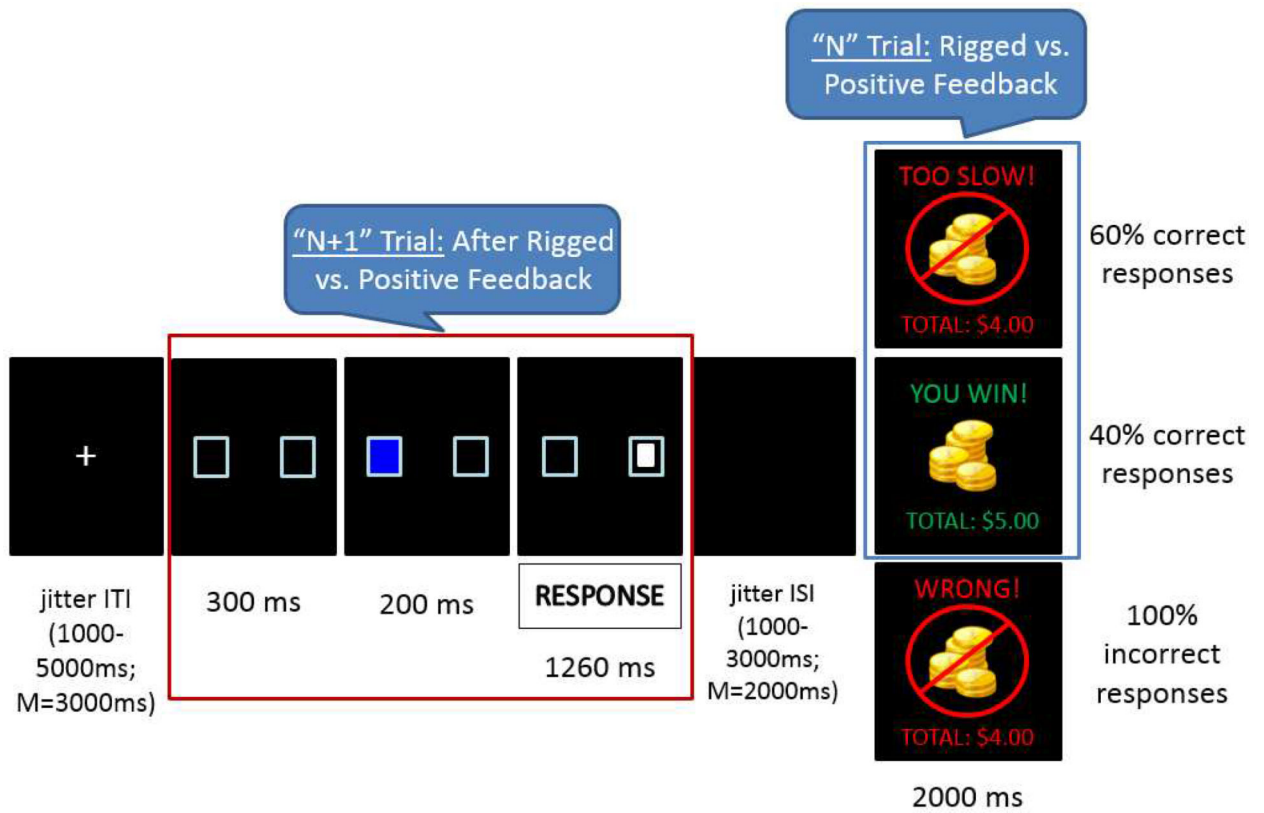 “N” Trial: Rigged vs.
Positive Feedback
“N+1” Trial: After Rigged
vs. Positive Feedback
TOO SLOW!
TOTAL: $4.00
60% correct
responses
YOU WIN!
TOTAL: $5.00
40% correct
responses
WRONG!
TOTAL: $4.00
100%
incorrect
responses
+
jitter ITI
(1000-
5000ms;
M=3000ms)
300 ms
200 ms
RESPONSE
1260 ms
jitter ISI
(1000-
3000ms;
M=2000ms)
2000 ms